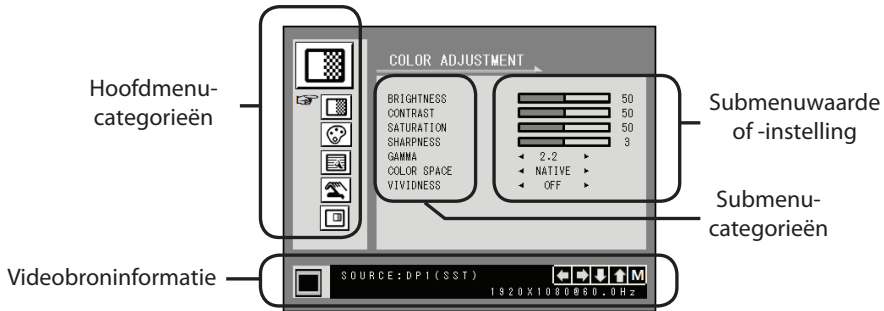 Hoofdmenu-
categorieën
COLOR ADJUSTMENT
BRIGHTNESS 50
CONTRAST 50
SATURATION 50
SHARPNESS 3
GAMMA ◄ 2.2 ►
COLOR SPACE ◄ NATIVE ►
VIVIDNESS ◄ OFF ►
Submenuwaarde
of -instelling
Submenu-
categorieën
Videobroninformatie
SOURCE:DP1(SST)
M
1920X1080@60.0Hz